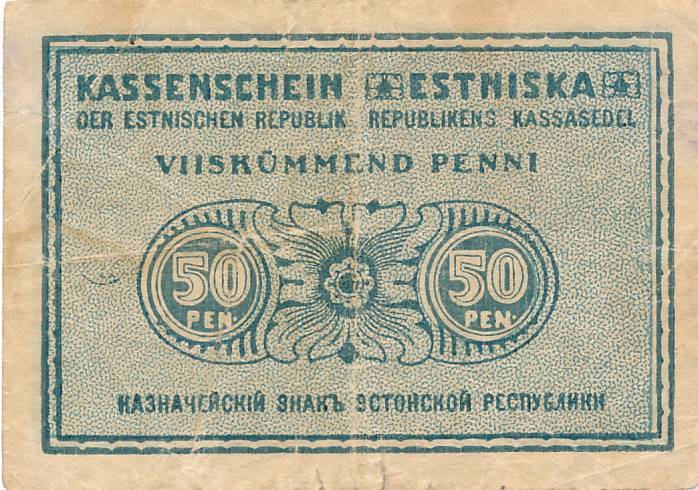 KASSENSCHEIN ESTNISKA
DER ESTNISCHEN REPUBLIK REPUBLIKENS KASSASEDEL
VIISKÜMMEND PENNI
50 50
PEN. PEN.
КАЗНАЧЕЙСКІЙ ЗНАКЪ ЭСТОНСКОЙ РЕСПУБЛИКИ